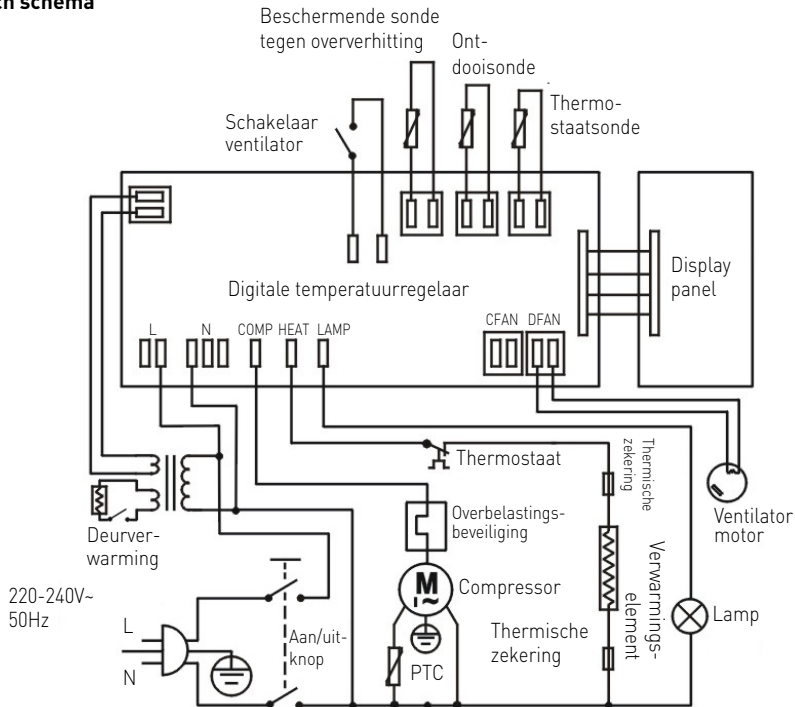 ch schema
Beschermende sonde
tegen oververhitting
Ont-
dooisonde
Thermo-
staatsonde
Schakelaar
ventilator
Digitale temperatuurregelaar
Display
panel
L
N
COMP
HEAT
LAMP
CFAN
DFAN
Thermostaat
Thermische
zekering
Ventilator
motor
Overbelastings-
beveiliging
Deurver-
warming
Verwarmings-
element
Compressor
M
1~
220-240V~
50Hz
L
N
Aan/uit-
knop
PTC
Thermische
zekering
Lamp